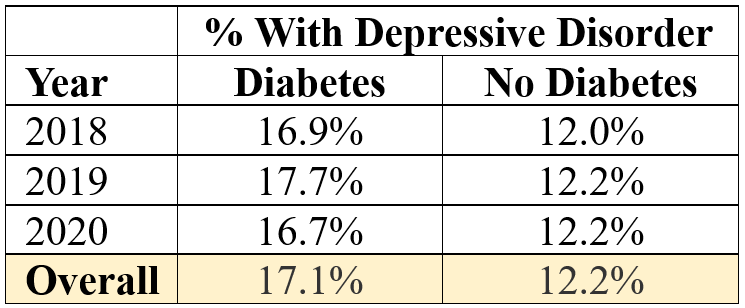 % With Depressive Disorder
Year Diabetes No Diabetes
2018 16.9% 12.0%
2019 17.7% 12.2%
2020 16.7% 12.2%
Overall 17.1% 12.2%